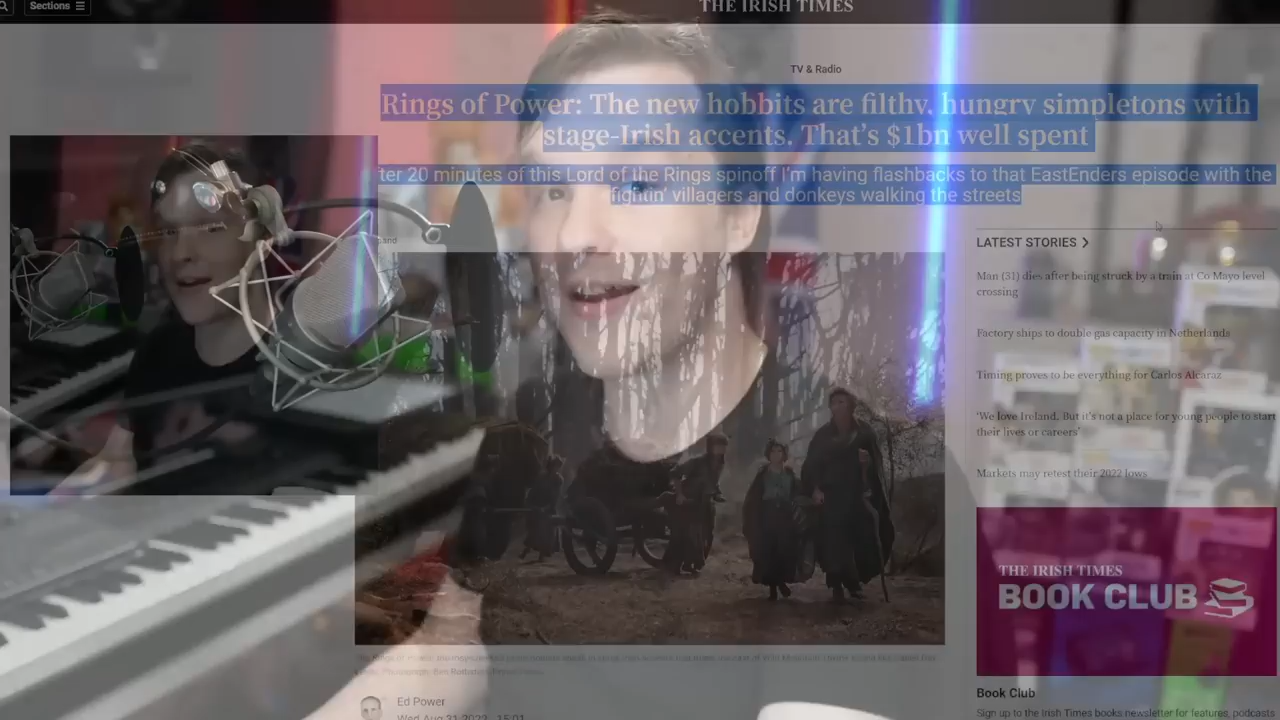 Sections
THE IRISH TIMES
TV & Radio
Rings of Power: The new hobbits are filthy, hungry simpletons with
stage-Irish accents. That's $1bn well spent
ter 20 minutes of this Lord of the Rings spinoff I'm having flashbacks to that EastEnders episode with the
fightin' villagers and donkeys walking the streets
LATEST STORIES
Man (31) dies after being struck by a train at Co Mayo level
crossing
Factory ships to double gas capacity in Netherlands
Timing proves to be everything for Carlos Alcaraz
'We love Ireland. But it's not a place for young people to start
their lives or careers'
Markets may retest their 2022 lows
THE IRISH TIMES
BOOK CLUB
Ed Power
Wed Aug 31 2022 - 15:01
Book Club
Sign up to the Irish Times books newsletter for features, podcasts